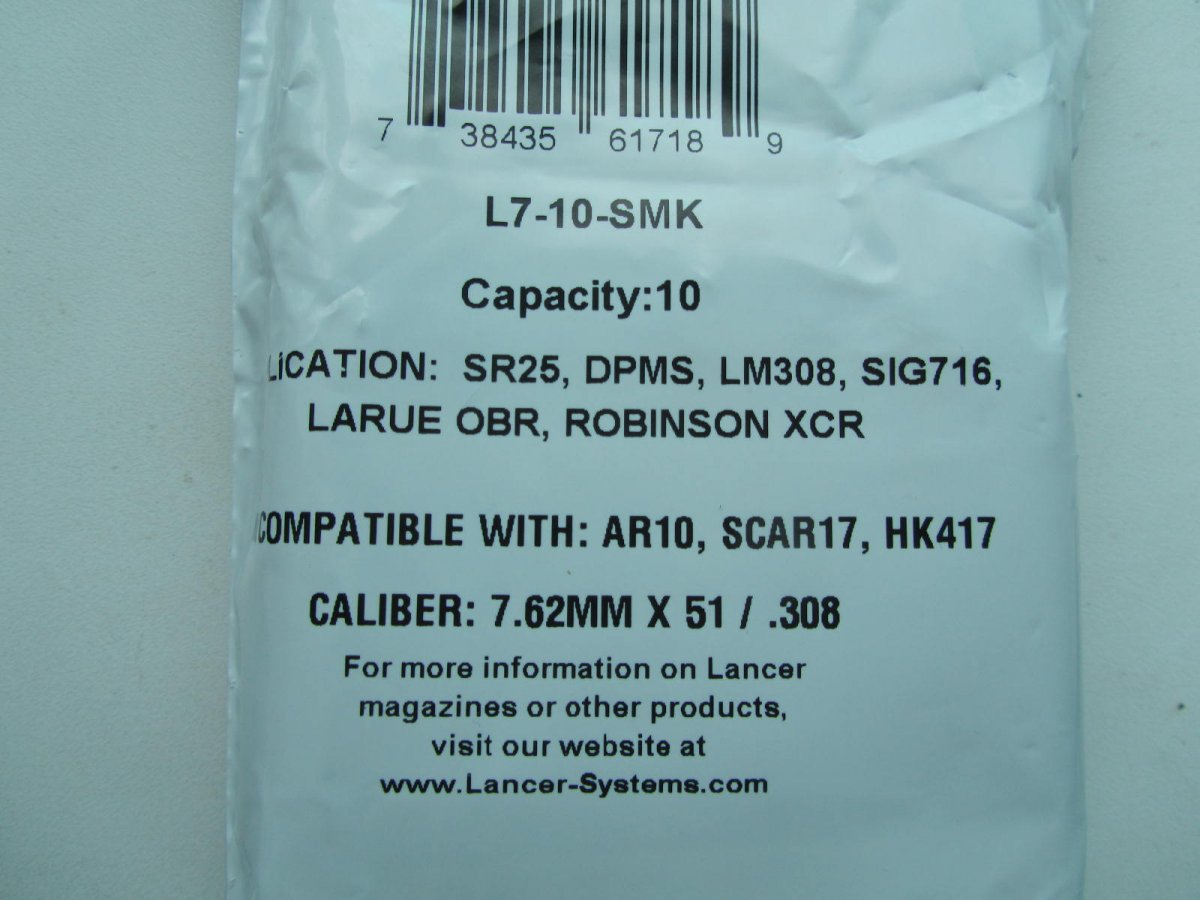 7 38435 61718 9
L7-10-SMK
Capacity:10
LICATION: SR25, DPMS, LM308, SIG716,
LARUE OBR, ROBINSON XCR
COMPATIBLE WITH: AR10, SCAR17, HK417
CALIBER: 7.62MM X 51 / .308
For more information on Lancer
magazines or other products,
visit our website at
www.Lancer-Systems.com